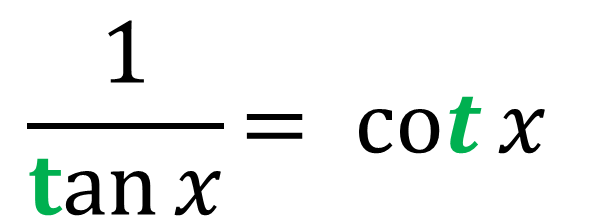 1
tan x
= cot x